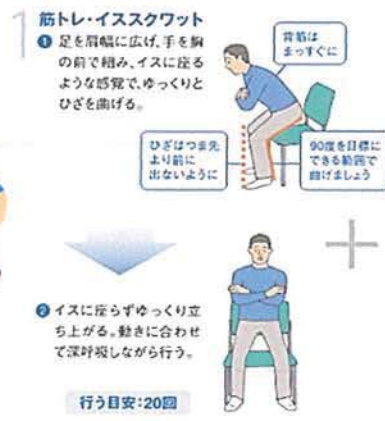 1
筋トレ・イススクワット
❶ 足を肩幅に広げ、手を胸
の前で組み、イスに座る
ような感覚で、ゆっくりと
ひざを曲げる。
背筋は
まっすぐに
ひざはつま先
より前に
出ないように
90度を目標に
できる範囲で
曲げましょう
❷ イスに座らずゆっくり立
ち上がる。動きに合わせ
て深呼吸しながら行う。
行う目安：20回